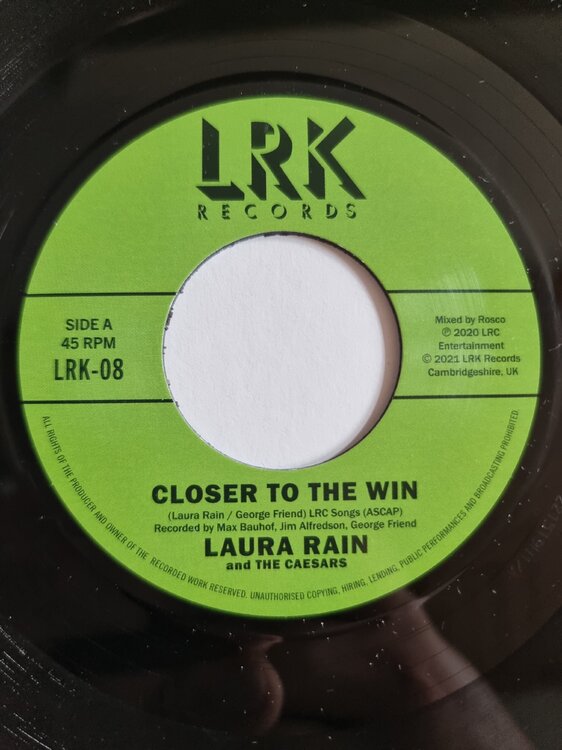 LRK
RECORDS
SIDE A
45 RPM
LRK-08
Mixed by Rosco
℗ 2020 LRC
Entertainment
© 2021 LRK Records
Cambridgeshire, UK
CLOSER TO THE WIN
(Laura Rain / George Friend) LRC Songs (ASCAP)
Recorded by Max Bauhof, Jim Alfredson, George Friend
LAURA RAIN
and THE CAESARS
ALL RIGHTS OF THE PRODUCER AND OWNER OF THE RECORDED WORK RESERVED. UNAUTHORISED COPYING, HIRING, LENDING, PUBLIC PERFORMANCES AND BROADCASTING PROHIBITED